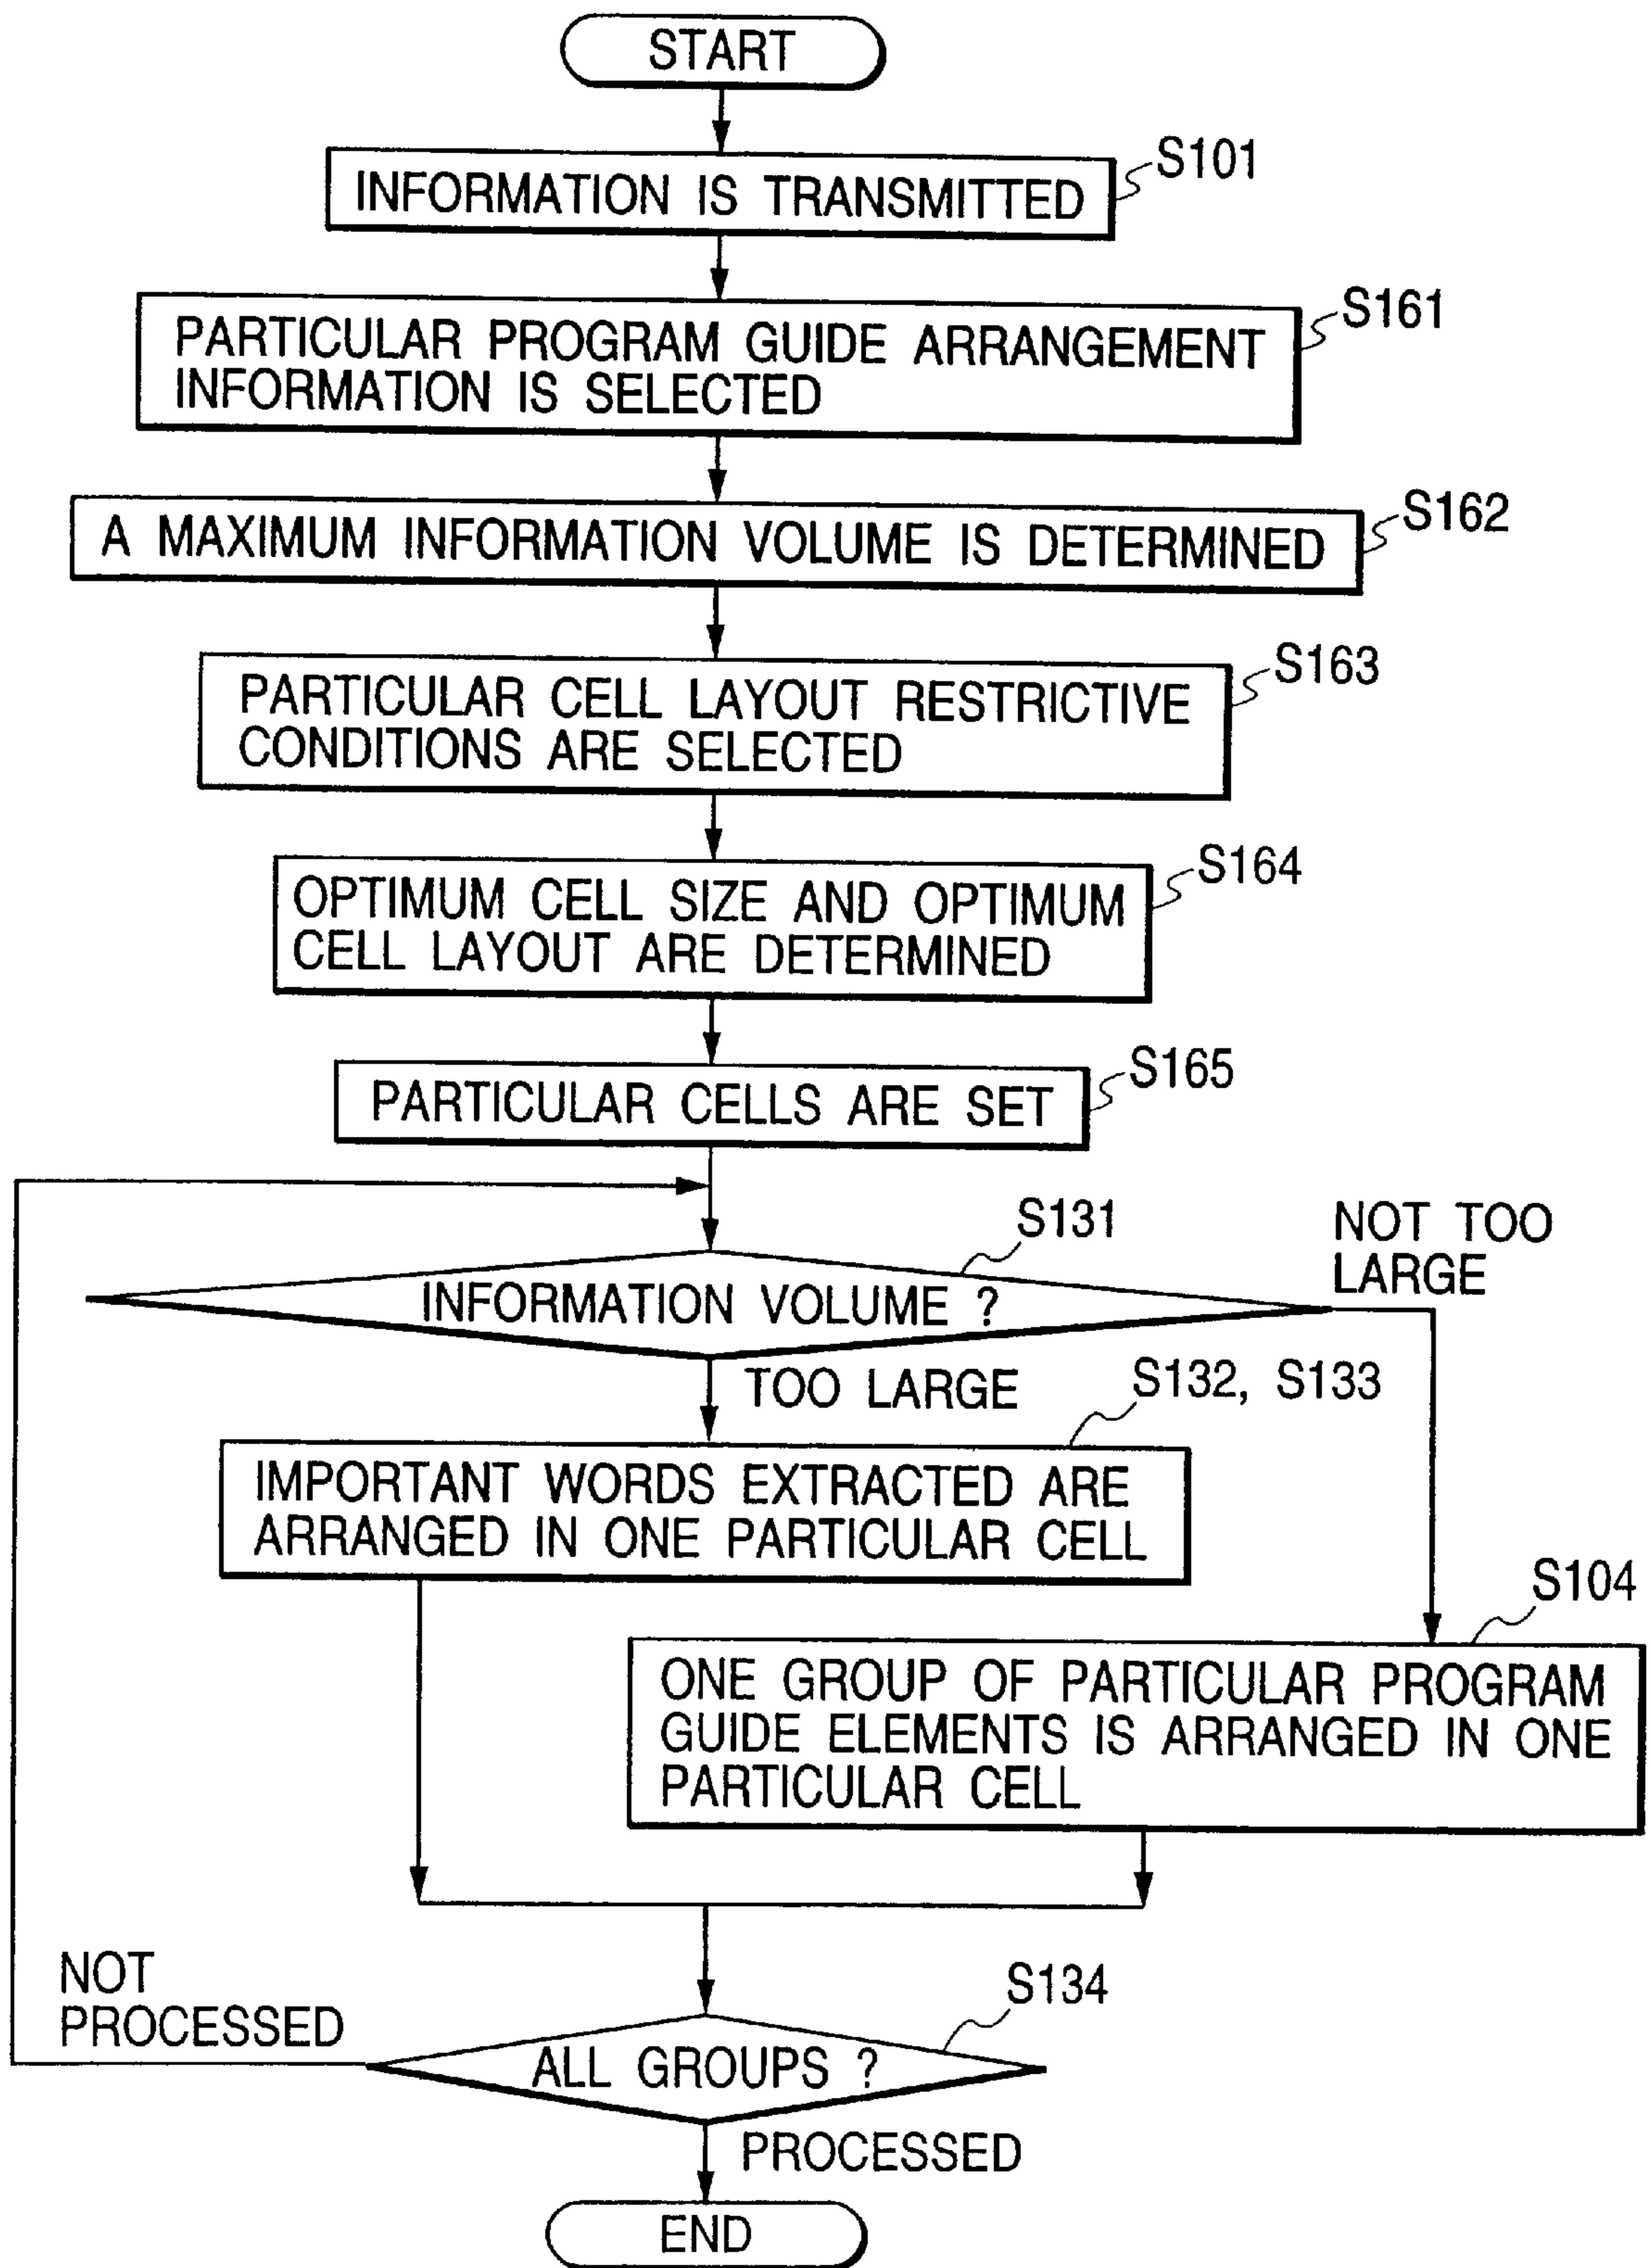 START
S101
INFORMATION IS TRANSMITTED
S161
PARTICULAR PROGRAM GUIDE ARRANGEMENT
INFORMATION IS SELECTED
S162
A MAXIMUM INFORMATION VOLUME IS DETERMINED
S163
PARTICULAR CELL LAYOUT RESTRICTIVE
CONDITIONS ARE SELECTED
S164
OPTIMUM CELL SIZE AND OPTIMUM
CELL LAYOUT ARE DETERMINED
S165
PARTICULAR CELLS ARE SET
S131
NOT TOO
LARGE
INFORMATION VOLUME ?
TOO LARGE
S132, S133
IMPORTANT WORDS EXTRACTED ARE
ARRANGED IN ONE PARTICULAR CELL
S104
ONE GROUP OF PARTICULAR PROGRAM
GUIDE ELEMENTS IS ARRANGED IN ONE
PARTICULAR CELL
NOT
PROCESSED
S134
ALL GROUPS ?
PROCESSED
END